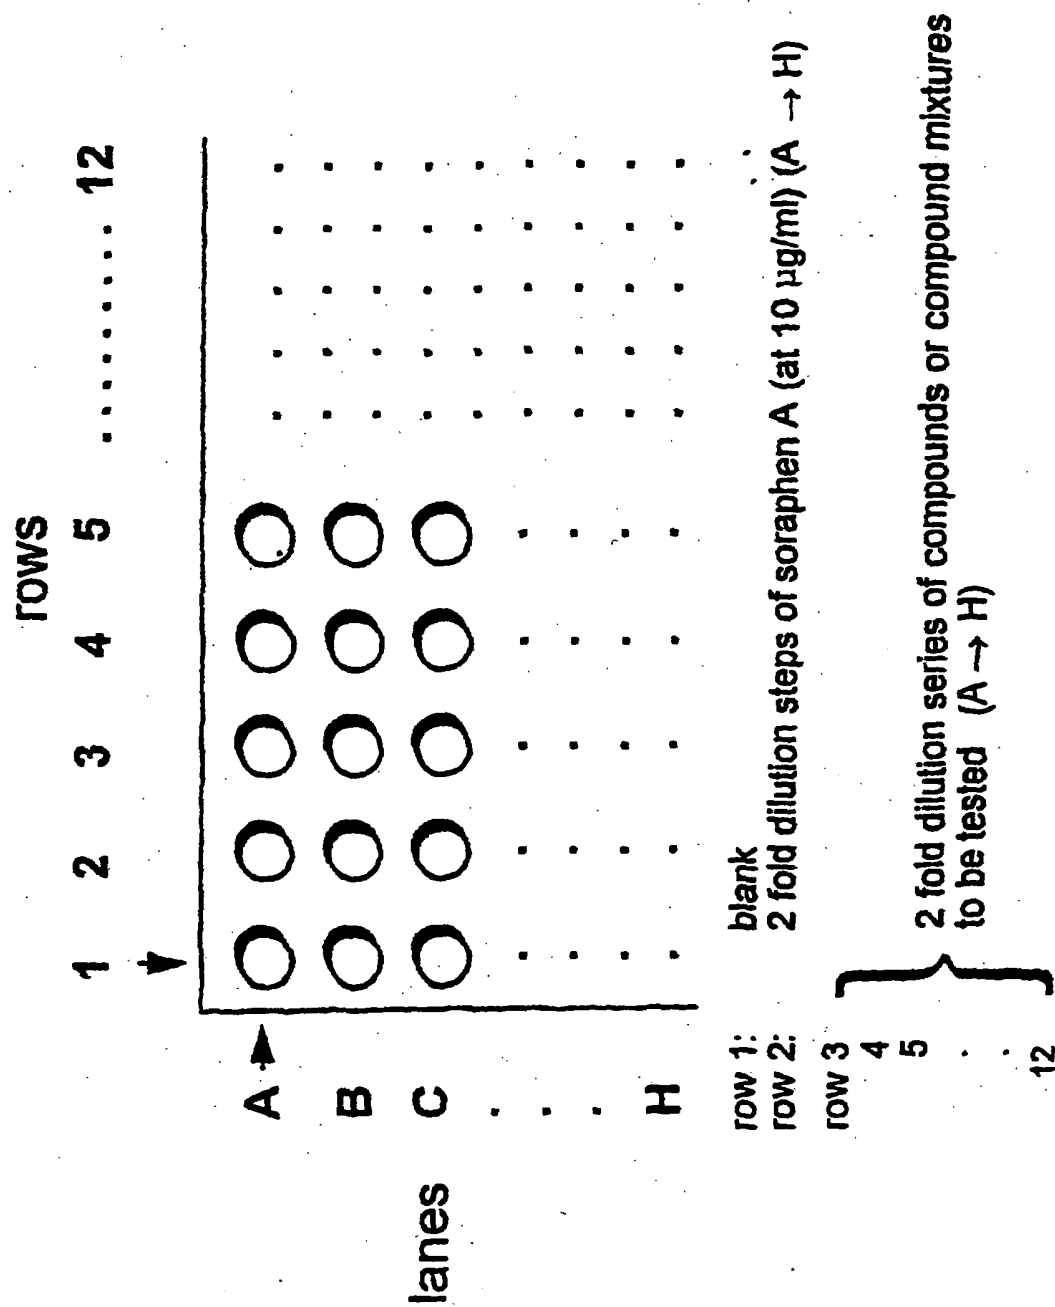 rows
1 2 3 4 5 ......... 12
A
B
C
.
.
.
H
lanes
row 1: blank
row 2: 2 fold dilution steps of soraphen A (at 10 µg/ml) (A → H)
row 3
4
5
.
.
12
2 fold dilution series of compounds or compound mixtures
to be tested (A → H)